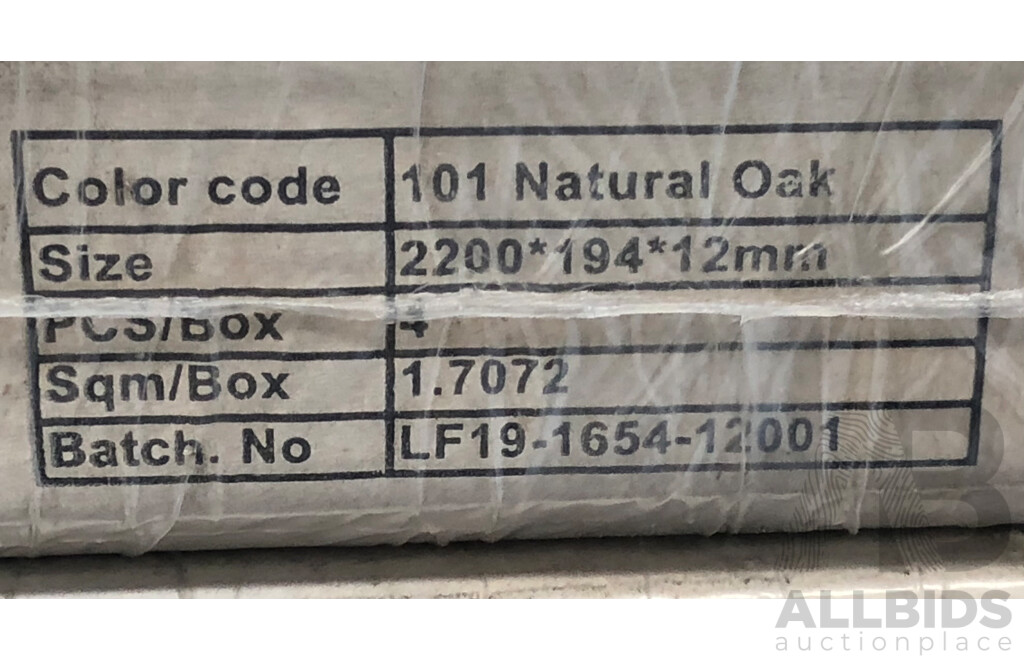 Color code 101 Natural Oak
Size 2200*194*12mm
PCS/Box 4
Sqm/Box 1.7072
Batch. No LF19-1654-12001
AB
ALLBIDS
auctionplace